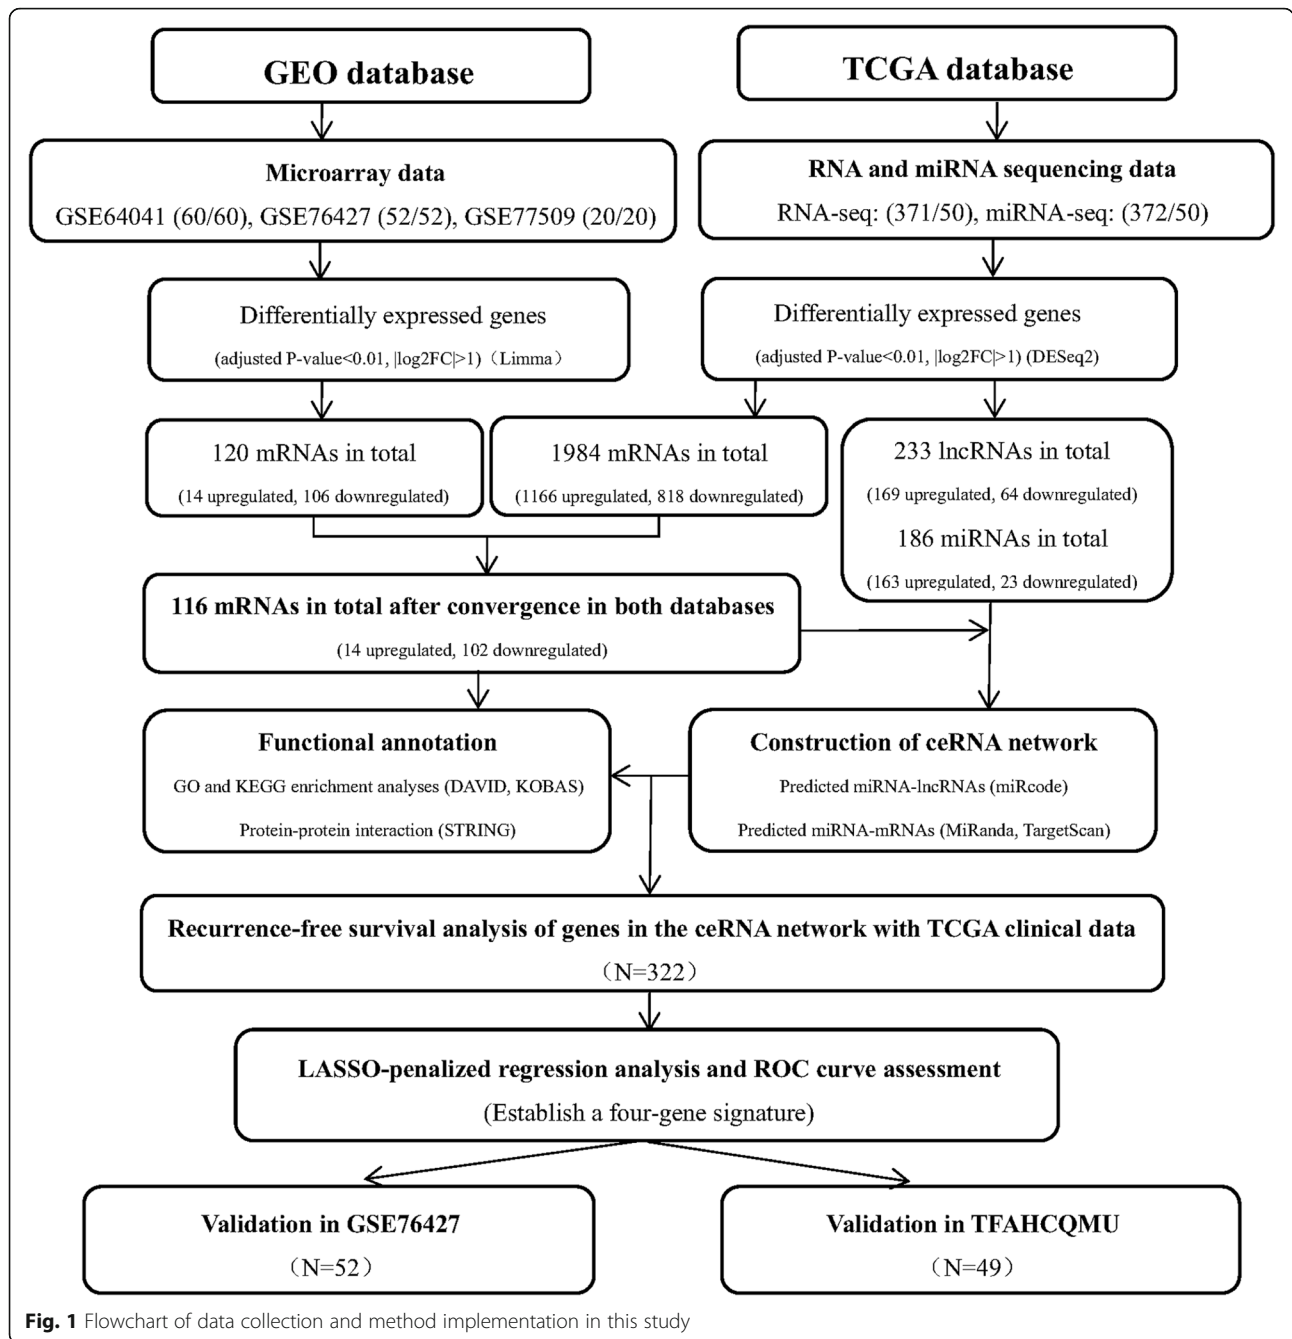 GEO database
TCGA database
Microarray data
GSE64041 (60/60), GSE76427 (52/52), GSE77509 (20/20)
RNA and miRNA sequencing data
RNA-seq: (371/50), miRNA-seq: (372/50)
Differentially expressed genes
(adjusted P-value<0.01, |log2FC|>1)（Limma）
Differentially expressed genes
(adjusted P-value<0.01, |log2FC|>1) (DESeq2)
120 mRNAs in total
(14 upregulated, 106 downregulated)
1984 mRNAs in total
(1166 upregulated, 818 downregulated)
233 lncRNAs in total
(169 upregulated, 64 downregulated)
186 miRNAs in total
(163 upregulated, 23 downregulated)
116 mRNAs in total after convergence in both databases
(14 upregulated, 102 downregulated)
Functional annotation
GO and KEGG enrichment analyses (DAVID, KOBAS)
Protein-protein interaction (STRING)
Construction of ceRNA network
Predicted miRNA-lncRNAs (miRcode)
Predicted miRNA-mRNAs (MiRanda, TargetScan)
Recurrence-free survival analysis of genes in the ceRNA network with TCGA clinical data
（N=322）
LASSO-penalized regression analysis and ROC curve assessment
(Establish a four-gene signature)
Validation in GSE76427
（N=52）
Validation in TFAHCQMU
（N=49）
Fig. 1 Flowchart of data collection and method implementation in this study